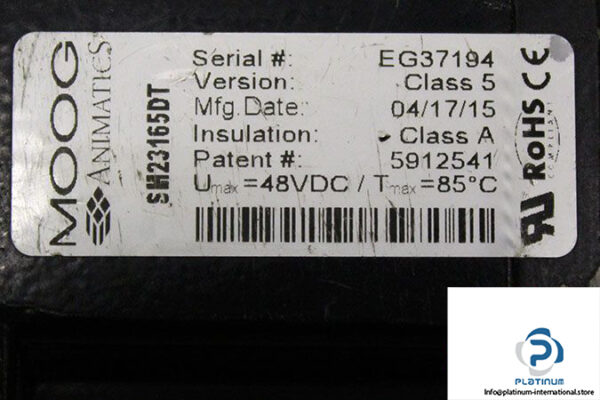 MOOG
ANIMATICS
SM23165DT
Serial #: EG37194
Version: Class 5
Mfg.Date: 04/17/15
Insulation: Class A
Patent #: 5912541
Umax =48VDC / Tmax =85°C
RoHS
COMPLIANT
CE
PLATINUM
Info@platinum-international.store